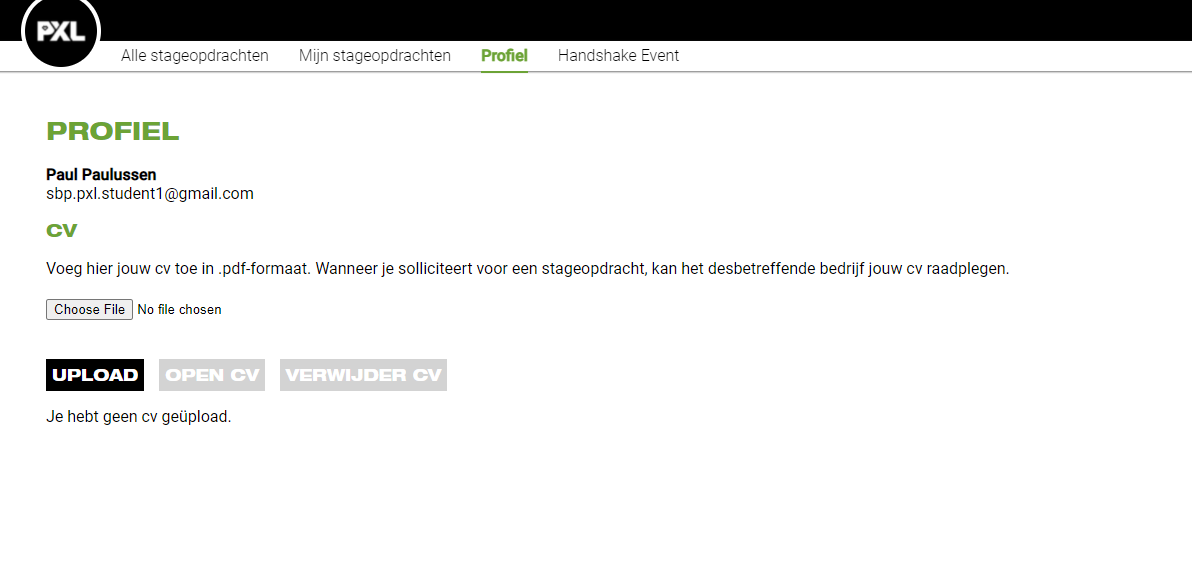 PXL
Alle stageopdrachten Mijn stageopdrachten Profiel Handshake Event
PROFIEL
Paul Paulussen
sbp.pxl.student1@gmail.com
CV
Voeg hier jouw cv toe in .pdf-formaat. Wanneer je solliciteert voor een stageopdracht, kan het desbetreffende bedrijf jouw cv raadplegen.
Choose File No file chosen
UPLOAD OPEN CV VERWIJDER CV
Je hebt geen cv geüpload.